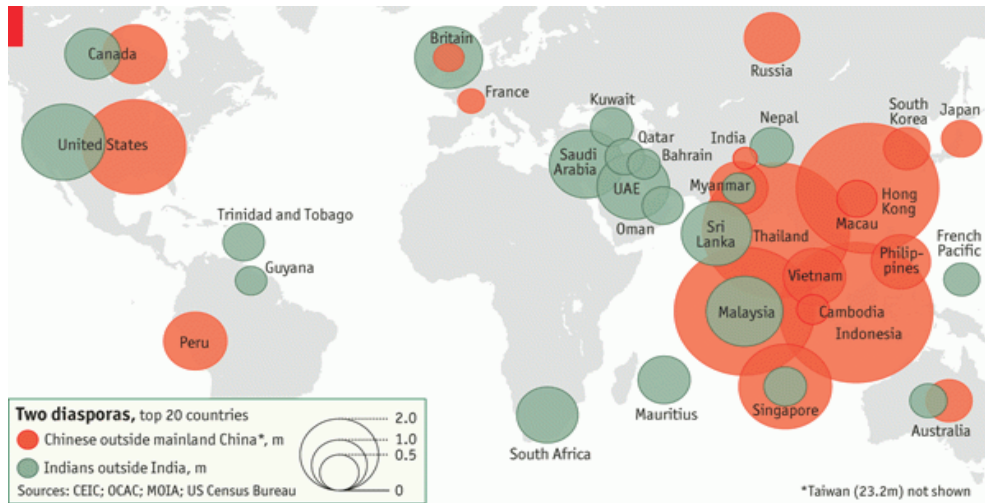 Canada
Britain
Russia
France
United States
Kuwait
Qatar
Bahrain
Saudi
Arabia
UAE
Oman
India
Nepal
South
Korea
Japan
Myanmar
Hong
Kong
Macau
Sri
Lanka
Thailand
Philip-
pines
French
Pacific
Vietnam
Trinidad and Tobago
Guyana
Malaysia
Cambodia
Indonesia
Peru
Singapore
Mauritius
South Africa
Australia
Two diasporas, top 20 countries
Chinese outside mainland China*, m
Indians outside India, m
2.0
1.0
0.5
0
Sources: CEIC; OCAC; MOIA; US Census Bureau
*Taiwan (23.2m) not shown